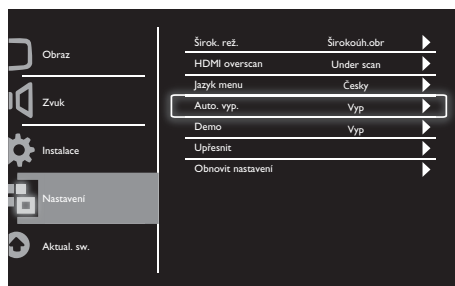 Obraz
Zvuk
Instalace
Nastavení
Aktual. sw.
Širok. rež. Širokoúh.obr
HDMI overscan Under scan
Jazyk menu Česky
Auto. vyp. Vyp
Demo Vyp
Upřesnit
Obnovit nastavení